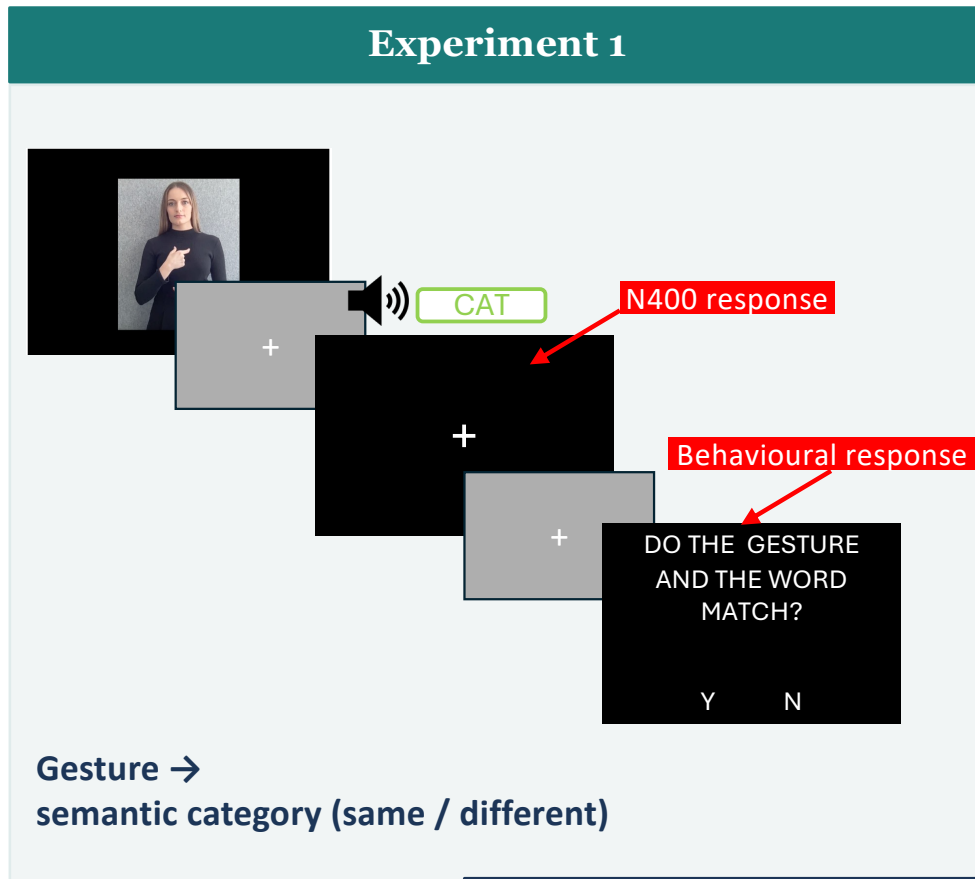 Experiment 1
CAT
N400 response
+
+
Behavioural response
+
DO THE GESTURE
AND THE WORD
MATCH?
Y N
Gesture →
semantic category (same / different)